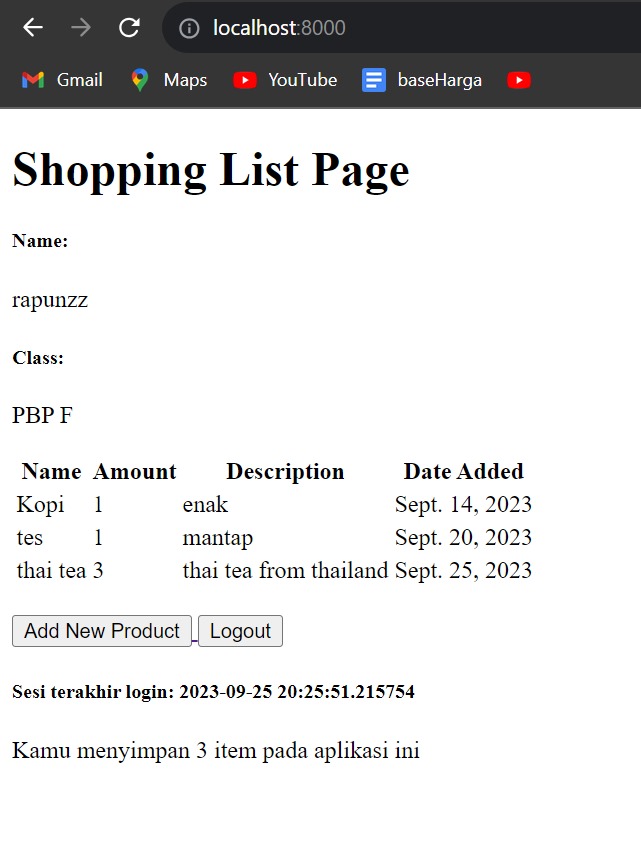 localhost:8000
Gmail Maps YouTube baseHarga
Shopping List Page
Name:
rapunzz
Class:
PBP F
Name Amount Description Date Added
Kopi 1 enak Sept. 14, 2023
tes 1 mantap Sept. 20, 2023
thai tea 3 thai tea from thailand Sept. 25, 2023
Add New Product Logout
Sesi terakhir login: 2023-09-25 20:25:51.215754
Kamu menyimpan 3 item pada aplikasi ini